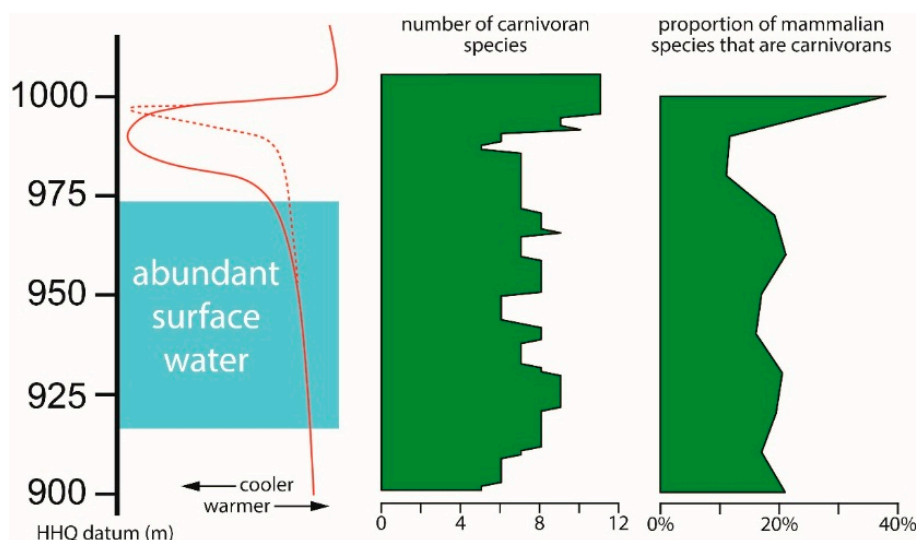 number of carnivoran
species
proportion of mammalian
species that are carnivorans
1000
975
950
925
900
abundant
surface
water
cooler
warmer
HHQ datum (m)
0 4 8 12
0% 20% 40%